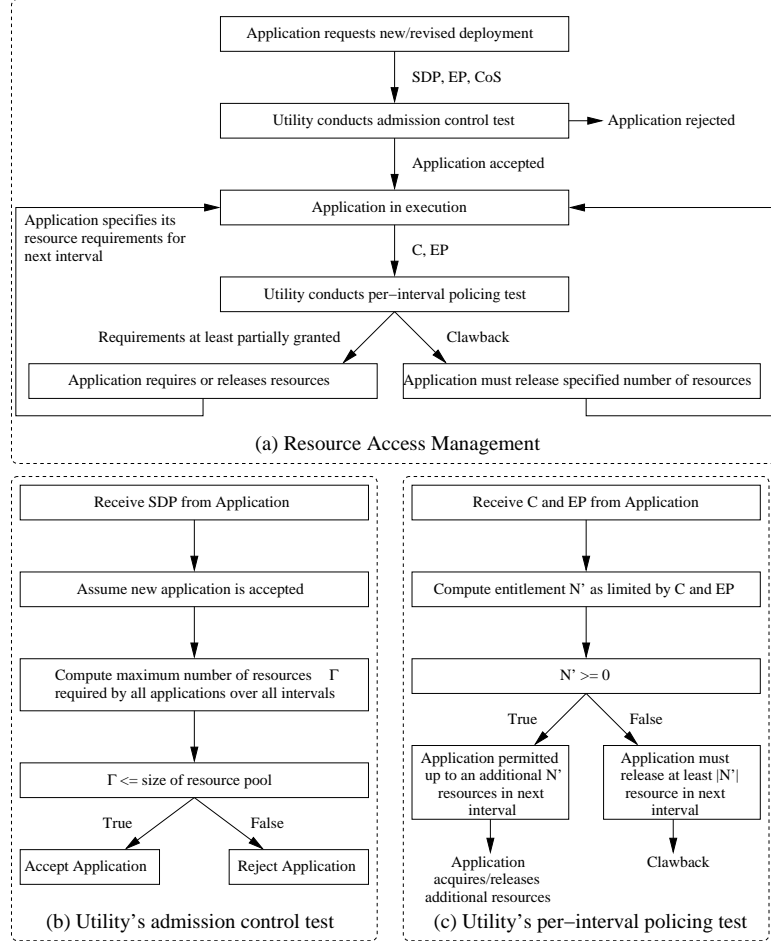 Application requests new/revised deployment
SDP, EP, CoS
Utility conducts admission control test
Application rejected
Application accepted
Application specifies its
resource requirements for
next interval
Application in execution
C, EP
Utility conducts per−interval policing test
Requirements at least partially granted
Clawback
Application requires or releases resources
Application must release specified number of resources
(a) Resource Access Management
Receive SDP from Application
Assume new application is accepted
Compute maximum number of resources Γ
required by all applications over all intervals
Γ <= size of resource pool
True
False
Accept Application
Reject Application
(b) Utility's admission control test
Receive C and EP from Application
Compute entitlement N' as limited by C and EP
N' >= 0
True
False
Application permitted
up to an additional N'
resources in next
interval
Application must
release at least |N'|
resource in next
interval
Application
acquires/releases
additional resources
Clawback
(c) Utility's per−interval policing test